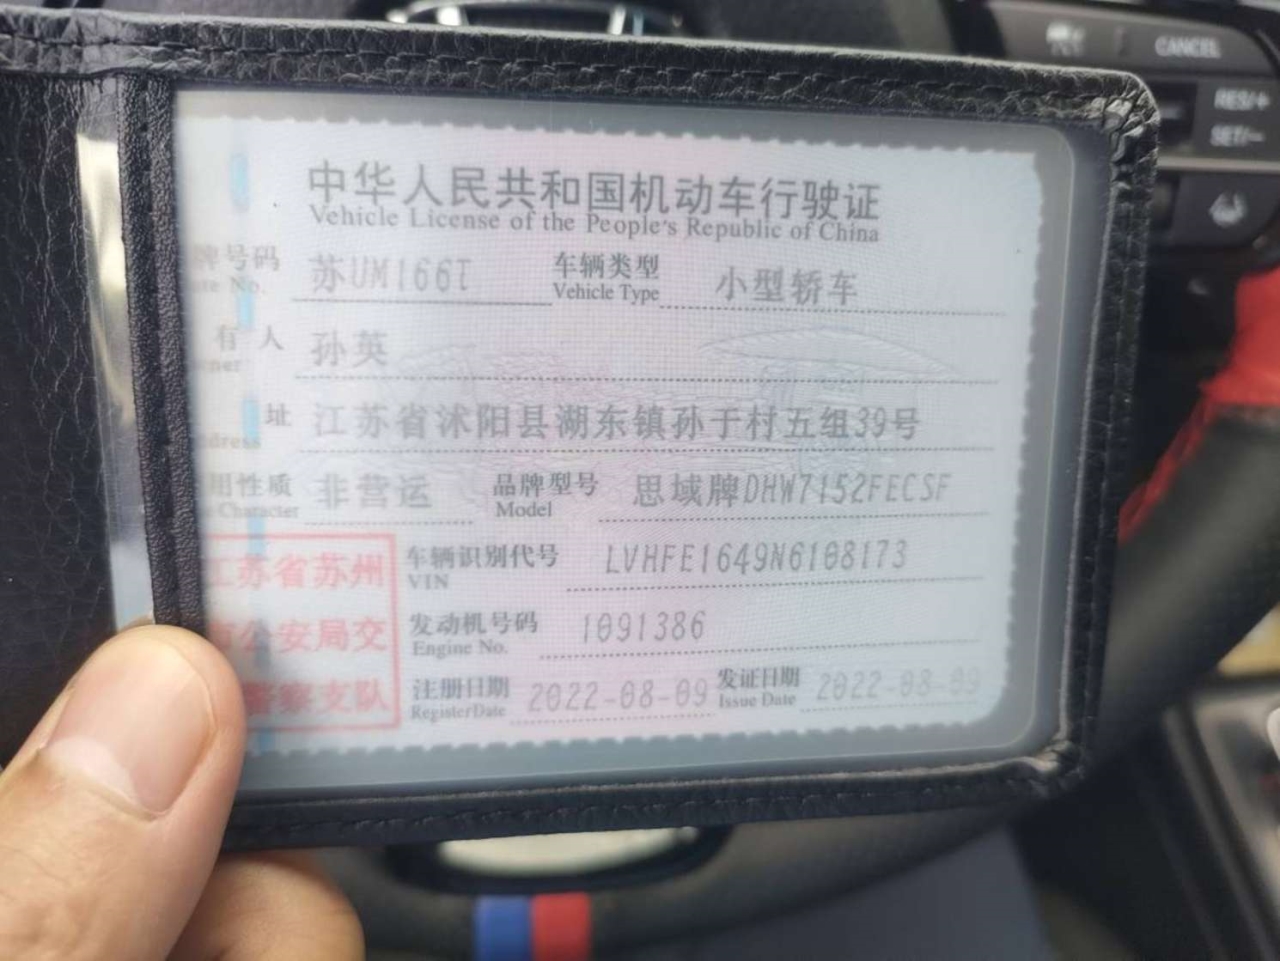 CANCEL
RES/+
SET/-
中华人民共和国机动车行驶证
Vehicle License of the People's Republic of China
牌号码 苏UM166T 车辆类型 小型轿车
No. Vehicle Type
有人 孙英
址 江苏省沭阳县湖东镇孙于村五组39号
用性质 非营运 品牌型号 思域牌DHW7152FECSF
Character Model
江苏省苏州 车辆识别代号 LVHFE1649N6108173
VIN
公安局交 发动机号码 1091386
Engine No.
警察支队 注册日期 2022-08-09 发证日期 2022-08-09
Register Date Issue Date